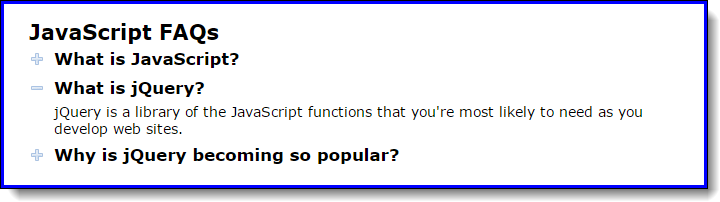 JavaScript FAQs
What is JavaScript?
What is jQuery?
jQuery is a library of the JavaScript functions that you're most likely to need as you
develop web sites.
Why is jQuery becoming so popular?